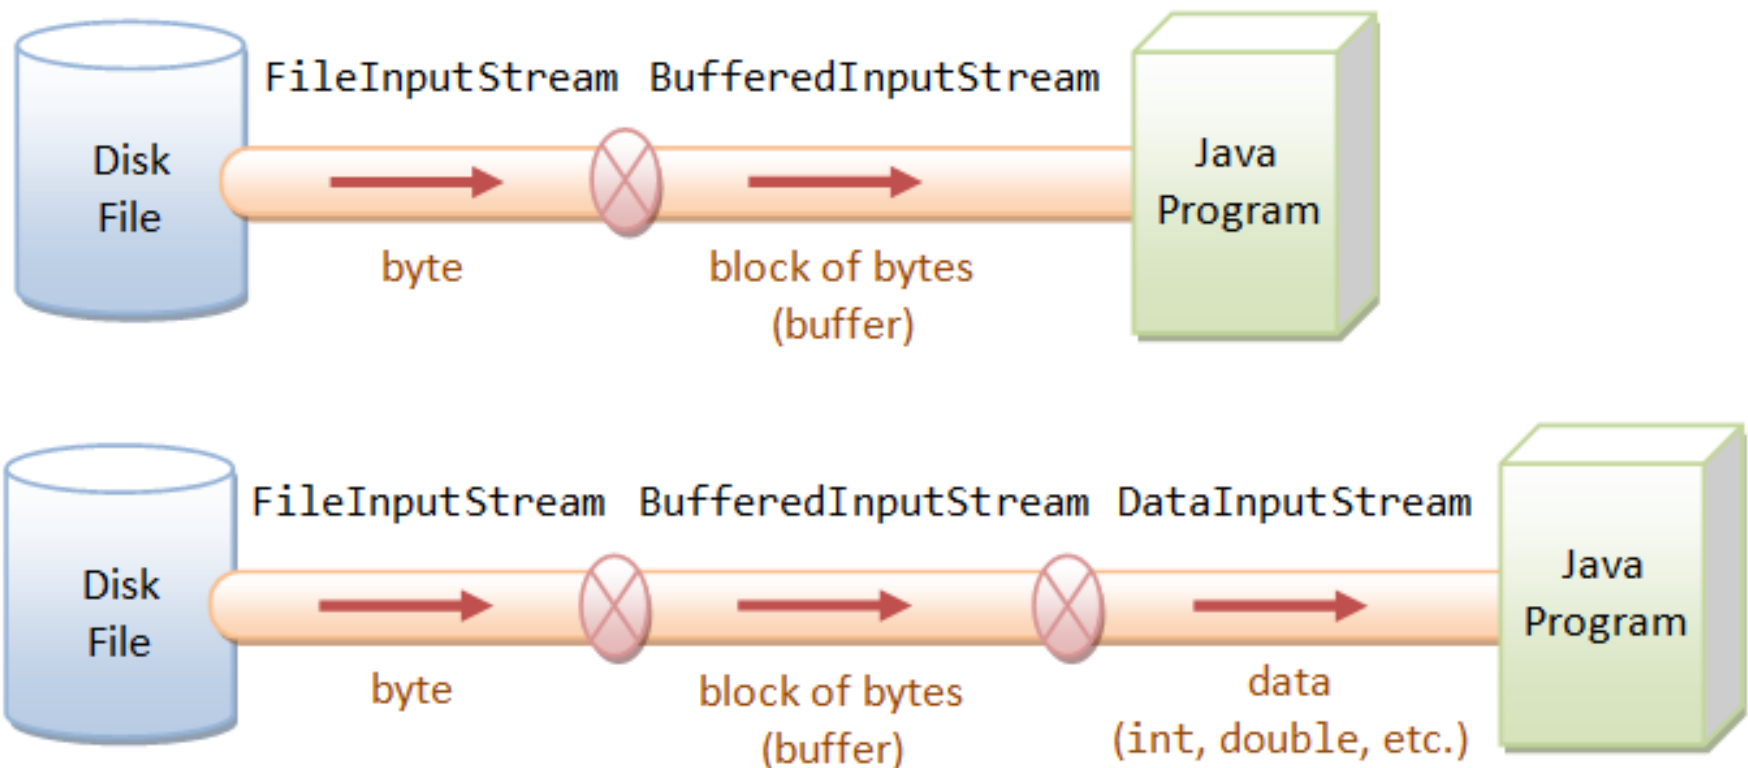 FileInputStream BufferedInputStream
Disk
File
Java
Program
byte
block of bytes
(buffer)
FileInputStream BufferedInputStream DataInputStream
Disk
File
Java
Program
byte
block of bytes
(buffer)
data
(int, double, etc.)